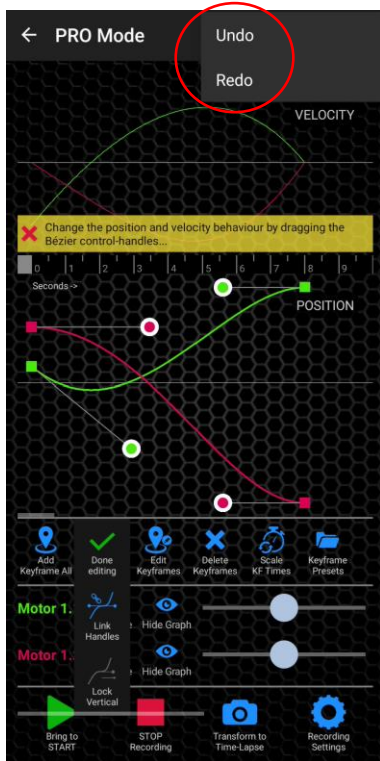 PRO Mode
Undo
Redo
VELOCITY
Change the position and velocity behaviour by dragging the
Bézier control-handles...
0 1 2 3 4 5 6 7 8 9
Seconds->
POSITION
Add
Keyframe All
Done
editing
Edit
Keyframes
Delete
Keyframes
Scale
KF Times
Keyframe
Presets
Motor 1.
Link
Handles
Hide Graph
Motor 1.
Hide Graph
Lock
Vertical
Bring to
START
STOP
Recording
Transform to
Time-Lapse
Recording
Settings